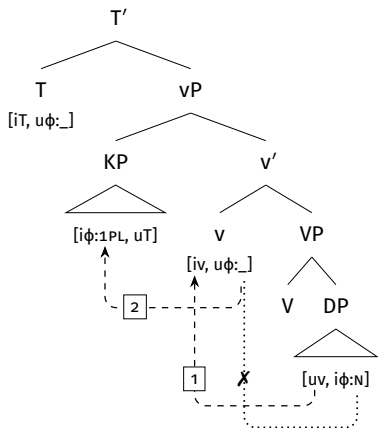 T′
T vP
[iT, uϕ:_]
KP v′
[iϕ:1PL, uT] v VP
[iv, uϕ:_]
V DP
2
1 ✗ [uv, iϕ:N]